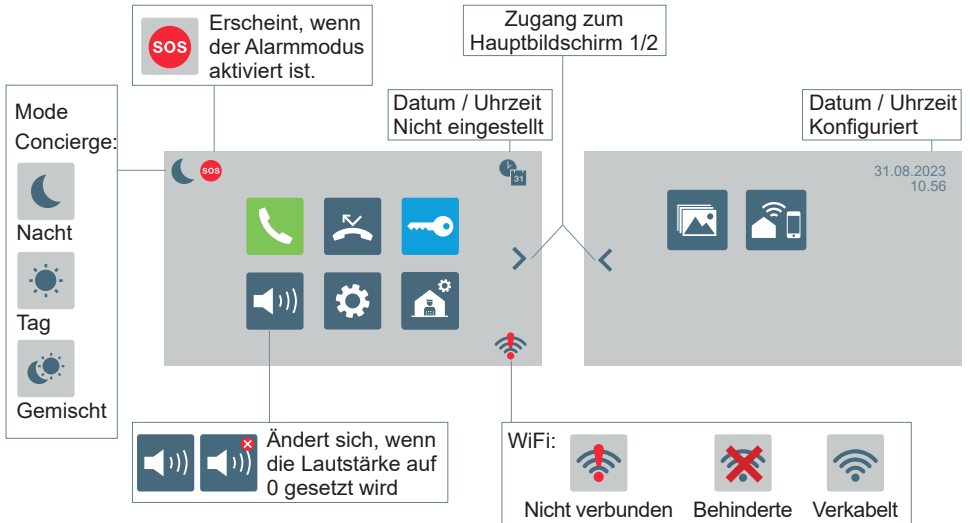 SOS
Erscheint, wenn
der Alarmmodus
aktiviert ist.
Zugang zum
Hauptbildschirm 1/2
Mode
Concierge:
Nacht
Tag
Gemischt
Datum / Uhrzeit
Nicht eingestellt
Datum / Uhrzeit
Konfiguriert
SOS
31
31.08.2023
10.56
Ändert sich, wenn
die Lautstärke auf
0 gesetzt wird
WiFi:
Nicht verbunden
Behinderte
Verkabelt